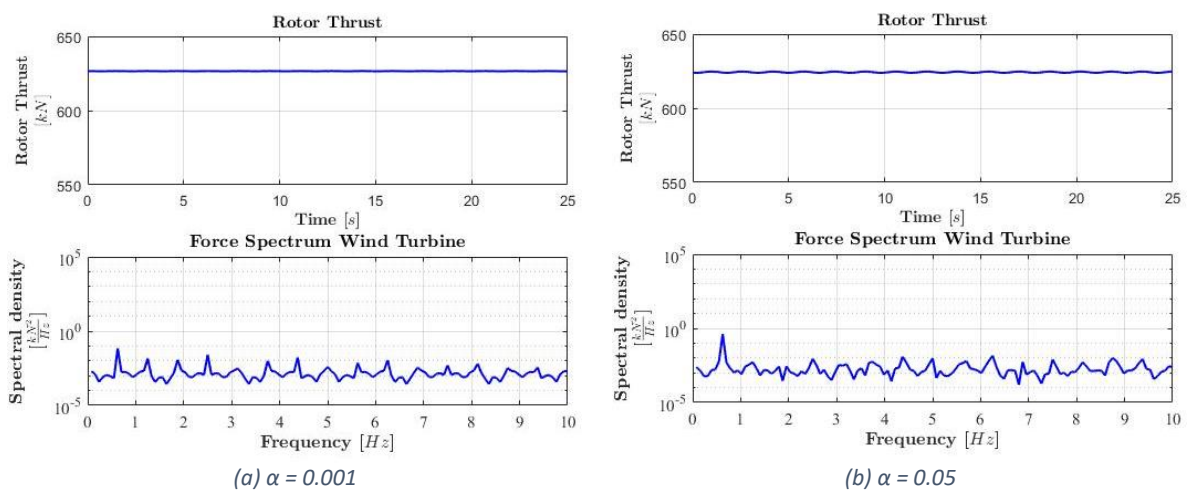 Rotor Thrust
650
600
550
Rotor Thrust
[kN]
0 5 10 15 20 25
Time [s]
Force Spectrum Wind Turbine
10^5
10^0
10^-5
Spectral density
[kN^2/Hz]
0 1 2 3 4 5 6 7 8 9 10
Frequency [Hz]
(a) α = 0.001
Rotor Thrust
650
600
550
Rotor Thrust
[kN]
0 5 10 15 20 25
Time [s]
Force Spectrum Wind Turbine
10^5
10^0
10^-5
Spectral density
[kN^2/Hz]
0 1 2 3 4 5 6 7 8 9 10
Frequency [Hz]
(b) α = 0.05